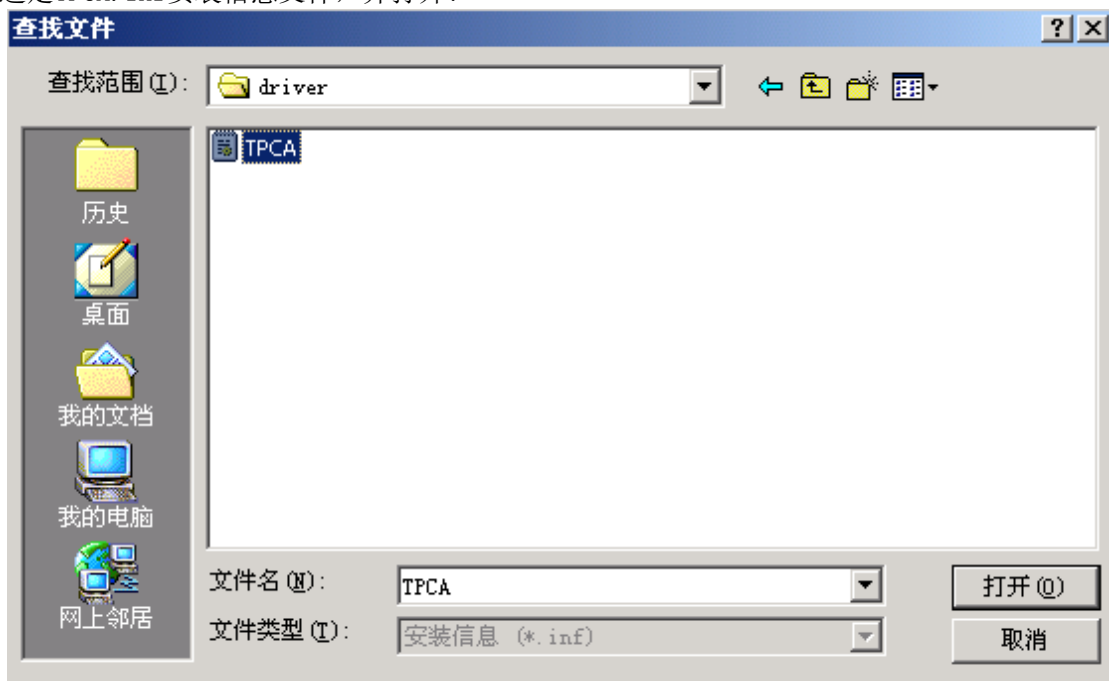 查找文件
查找范围(I):
driver
TPCA
历史
桌面
我的文档
我的电脑
网上邻居
文件名(N):
TPCA
打开(O)
文件类型(T):
安装信息 (*.inf)
取消